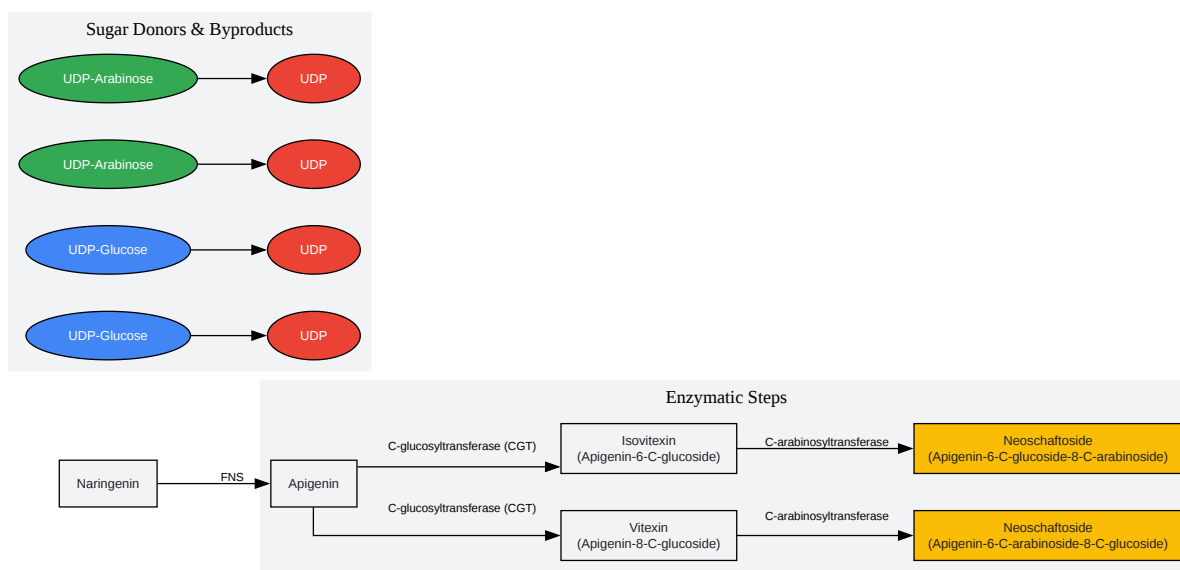 Sugar Donors & Byproducts
UDP-Arabinose
UDP
UDP-Arabinose
UDP
UDP-Glucose
UDP
UDP-Glucose
UDP
Enzymatic Steps
Naringenin
FNS
Apigenin
C-glucosyltransferase (CGT)
Isovitexin
(Apigenin-6-C-glucoside)
C-arabinosyltransferase
Neoschaftoside
(Apigenin-6-C-glucoside-8-C-arabinoside)
C-glucosyltransferase (CGT)
Vitexin
(Apigenin-8-C-glucoside)
C-arabinosyltransferase
Neoschaftoside
(Apigenin-6-C-arabinoside-8-C-glucoside)